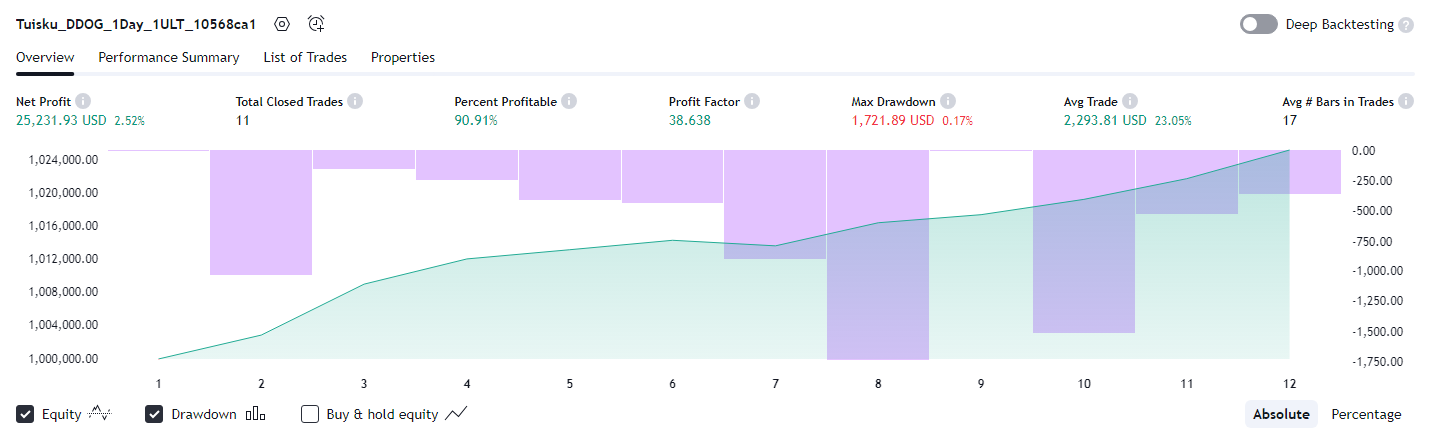 Tuisku_DDOG_1Day_1ULT_10568ca1 Deep Backtesting ?
Overview Performance Summary List of Trades Properties
Net Profit Total Closed Trades Percent Profitable Profit Factor Max Drawdown Avg Trade Avg # Bars in Trades
25,231.93 USD 2.52% 11 90.91% 38.638 1,721.89 USD 0.17% 2,293.81 USD 23.05% 17
1,024,000.00 0.00
1,020,000.00 -250.00
1,016,000.00 -500.00
1,012,000.00 -750.00
1,008,000.00 -1,000.00
1,004,000.00 -1,250.00
1,000,000.00 -1,500.00
-1,750.00
1 2 3 4 5 6 7 8 9 10 11 12
Equity Drawdown Buy & hold equity Absolute Percentage